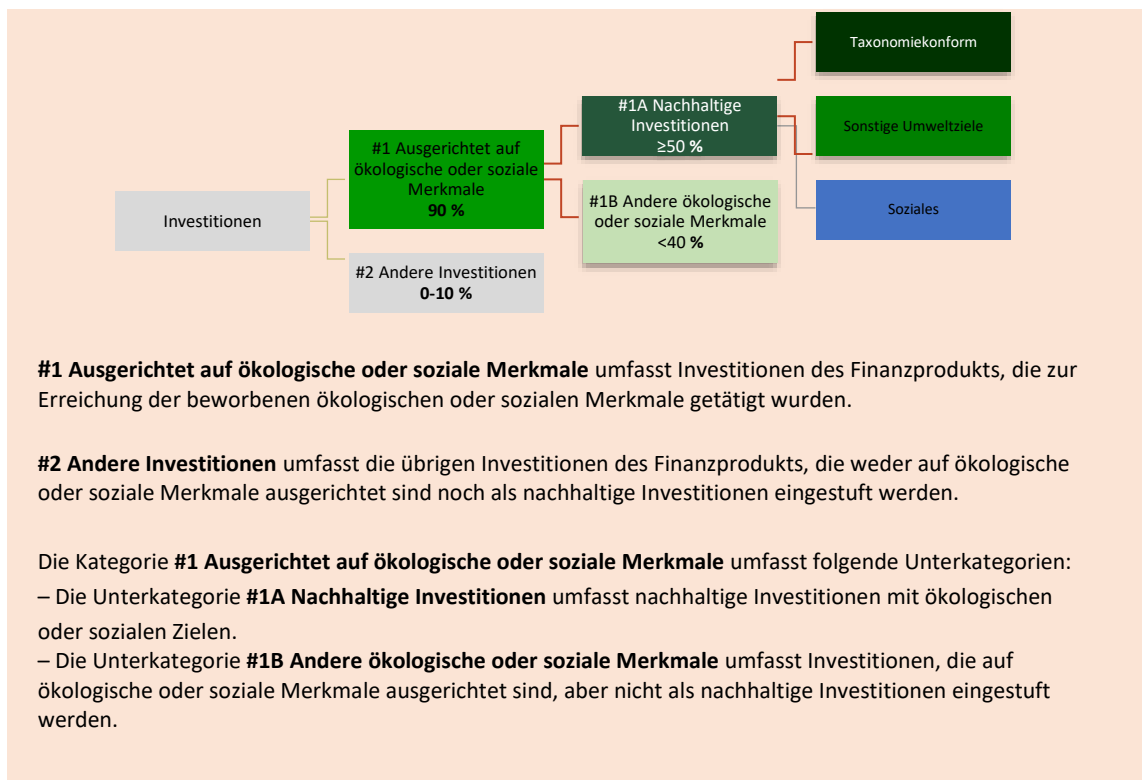 Taxonomiekonform
#1A Nachhaltige
Investitionen
≥50 %
Sonstige Umweltziele
#1 Ausgerichtet auf
ökologische oder soziale
Merkmale
90 %
#1B Andere ökologische
oder soziale Merkmale
<40 %
Soziales
Investitionen
#2 Andere Investitionen
0-10 %
#1 Ausgerichtet auf ökologische oder soziale Merkmale umfasst Investitionen des Finanzprodukts, die zur
Erreichung der beworbenen ökologischen oder sozialen Merkmale getätigt wurden.
#2 Andere Investitionen umfasst die übrigen Investitionen des Finanzprodukts, die weder auf ökologische
oder soziale Merkmale ausgerichtet sind noch als nachhaltige Investitionen eingestuft werden.
Die Kategorie #1 Ausgerichtet auf ökologische oder soziale Merkmale umfasst folgende Unterkategorien:
– Die Unterkategorie #1A Nachhaltige Investitionen umfasst nachhaltige Investitionen mit ökologischen
oder sozialen Zielen.
– Die Unterkategorie #1B Andere ökologische oder soziale Merkmale umfasst Investitionen, die auf
ökologische oder soziale Merkmale ausgerichtet sind, aber nicht als nachhaltige Investitionen eingestuft
werden.